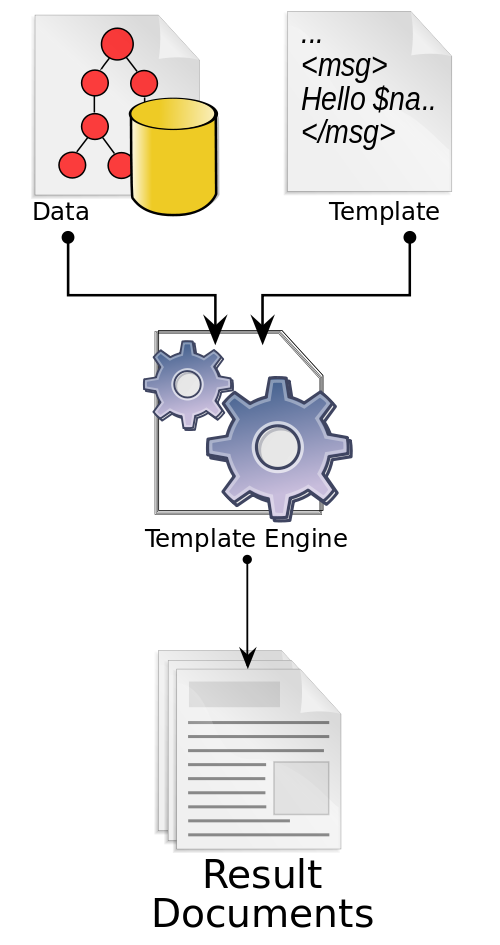 ...
<msg>
Hello $na..
</msg>
Data
Template
Template Engine
Result
Documents